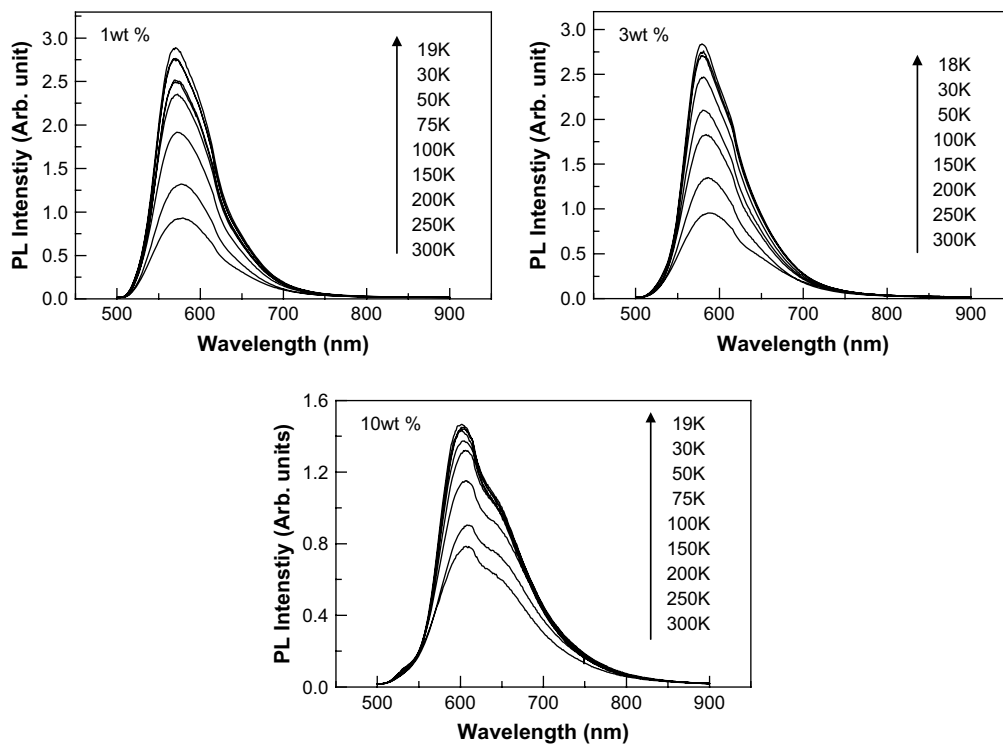 1wt %
3.0
2.5
2.0
1.5
1.0
0.5
0.0
PL Intenstiy (Arb. unit)
19K
30K
50K
75K
100K
150K
200K
250K
300K
500 600 700 800 900
Wavelength (nm)
3wt %
3.0
2.5
2.0
1.5
1.0
0.5
0.0
PL Intenstiy (Arb. unit)
18K
30K
50K
100K
150K
200K
250K
300K
500 600 700 800 900
Wavelength (nm)
10wt %
1.6
1.2
0.8
0.4
0.0
PL Intenstiy (Arb. units)
19K
30K
50K
75K
100K
150K
200K
250K
300K
500 600 700 800 900
Wavelength (nm)